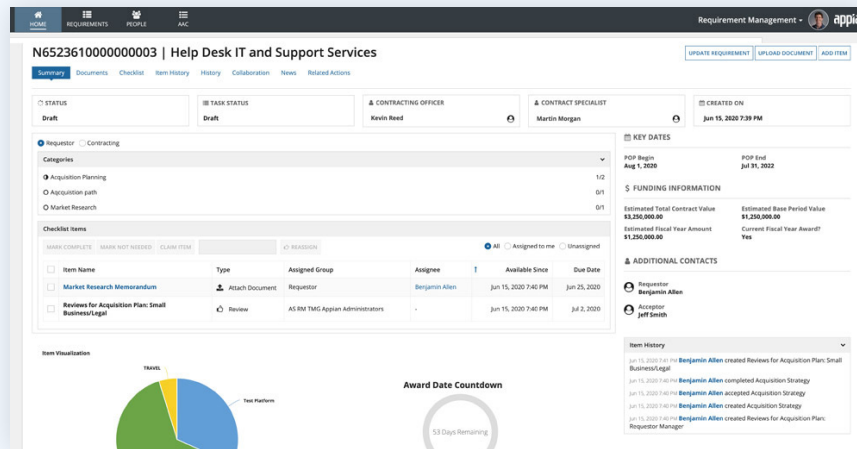 HOME
REQUIREMENTS
PEOPLE
AAC
Requirement Management
appia
N6523610000000003 | Help Desk IT and Support Services
UPDATE REQUIREMENT
UPLOAD DOCUMENT
ADD ITEM
Summary Documents Checklist Item History History Collaboration News Related Actions
STATUS
Draft
TASK STATUS
Draft
CONTRACTING OFFICER
Kevin Reed
CONTRACT SPECIALIST
Martin Morgan
CREATED ON
Jun 15, 2020 7:39 PM
Requestor Contracting
Categories
Acquisition Planning 1/2
Aqcquistion path 0/1
Market Research 0/1
Checklist Items
MARK COMPLETE MARK NOT NEEDED CLAIM ITEM REASSIGN All Assigned to me Unassigned
Item Name Type Assigned Group Assignee Available Since Due Date
Market Research Memorandum Attach Document Requestor Benjamin Allen Jun 15, 2020 7:40 PM Jun 25, 2020
Reviews for Acquisition Plan: Small Business/Legal Review AS RM TMG Appian Administrators - Jun 15, 2020 7:40 PM Jul 2, 2020
Item Visualization
TRAVEL
Test Platform
Award Date Countdown
53 Days Remaining
KEY DATES
POP Begin
Aug 1, 2020
POP End
Jul 31, 2022
$ FUNDING INFORMATION
Estimated Total Contract Value
$3,250,000.00
Estimated Base Period Value
$1,250,000.00
Estimated Fiscal Year Amount
$1,250,000.00
Current Fiscal Year Award?
Yes
ADDITIONAL CONTACTS
Requestor
Benjamin Allen
Acceptor
Jeff Smith
Item History
Jun 15, 2020 7:41 PM Benjamin Allen created Reviews for Acquisition Plan: Small
Business/Legal
Jun 15, 2020 7:40 PM Benjamin Allen completed Acquisition Strategy
Jun 15, 2020 7:40 PM Benjamin Allen accepted Acquisition Strategy
Jun 15, 2020 7:40 PM Benjamin Allen created Acquisition Strategy
Jun 15, 2020 7:40 PM Benjamin Allen created Reviews for Acquisition Plan:
Requestor Manager